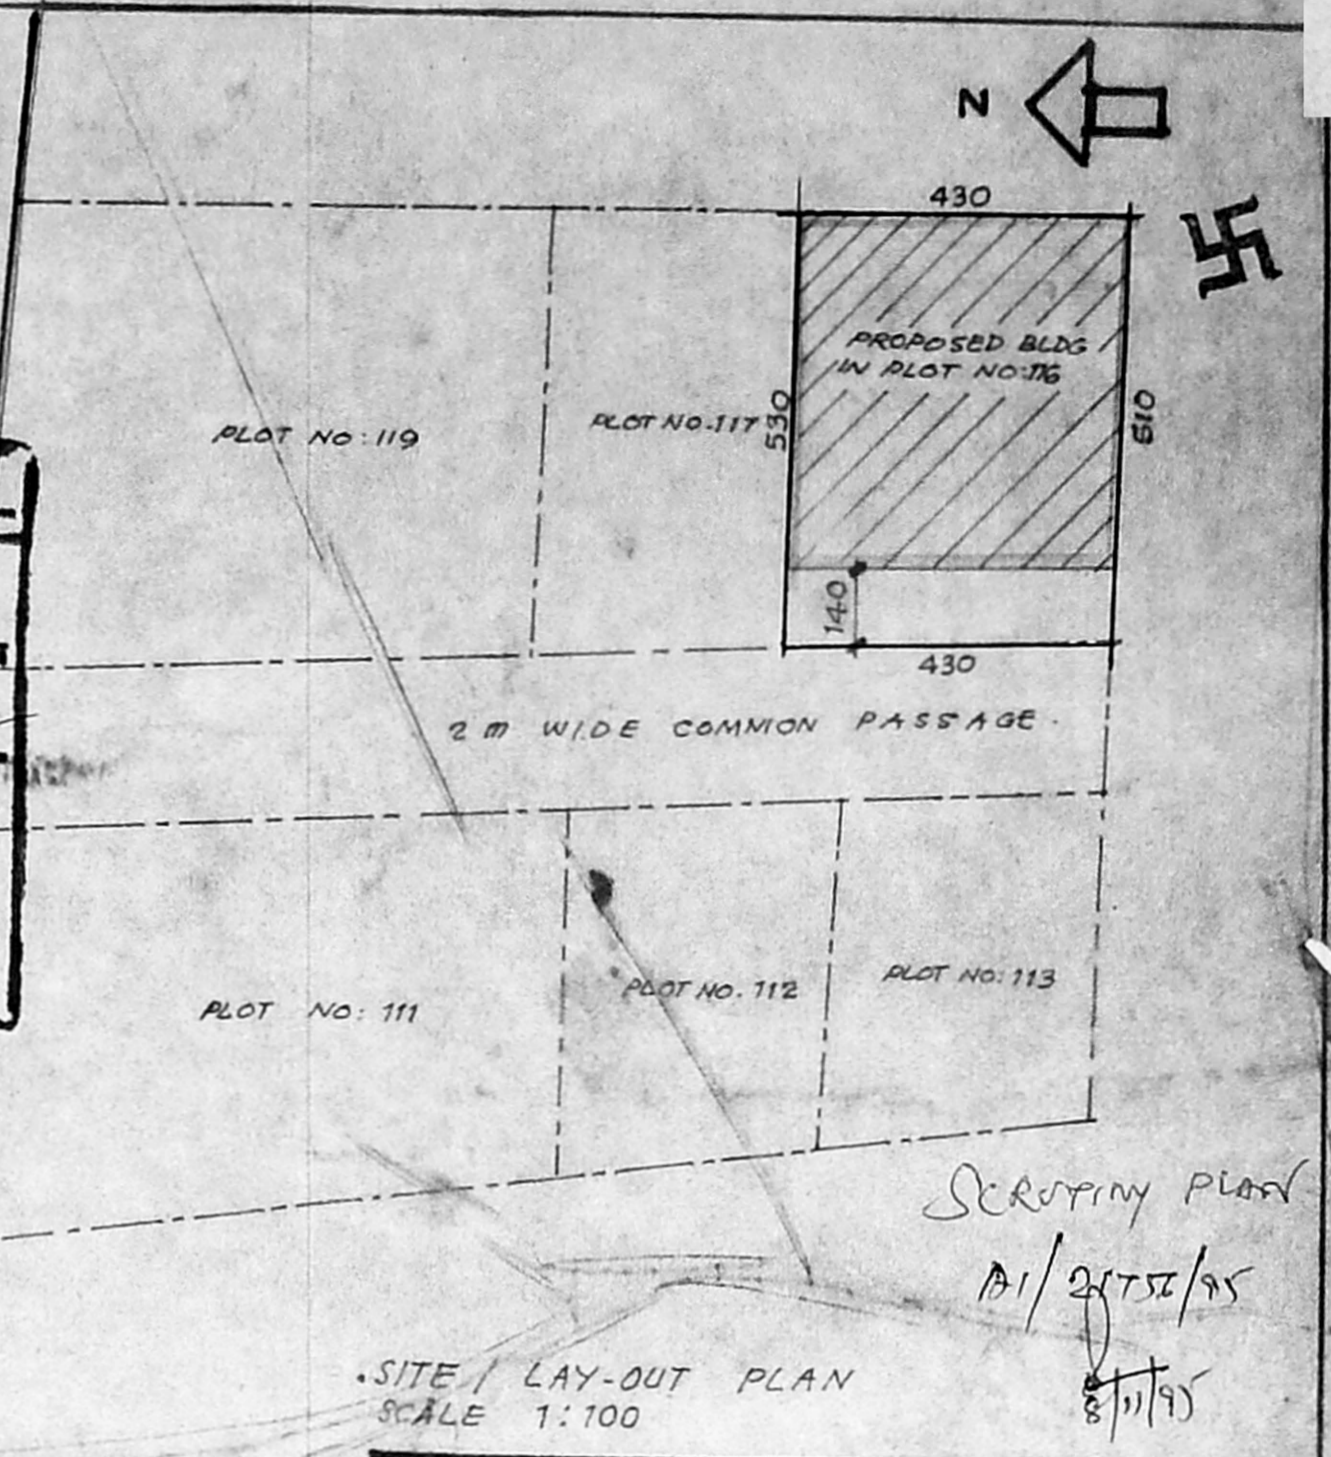 N
430
PROPOSED BLDG
IN PLOT NO:116
530
510
PLOT NO:119
PLOT NO.117
140
430
2 m WIDE COMMON PASSAGE.
PLOT NO: 111
PLOT NO. 112
PLOT NO: 113
SCRUTINY PLAN
8/11/95
SITE / LAY-OUT PLAN
SCALE 1:100